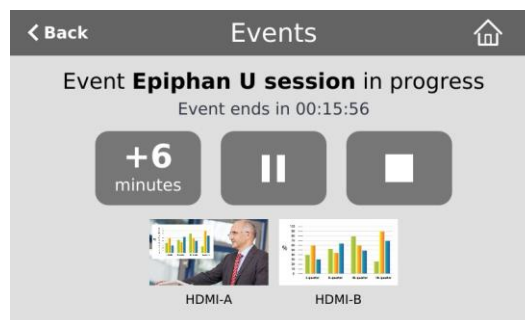 Back
Events
Event Epiphan U session in progress
Event ends in 00:15:56
+6
minutes
HDMI-A
HDMI-B